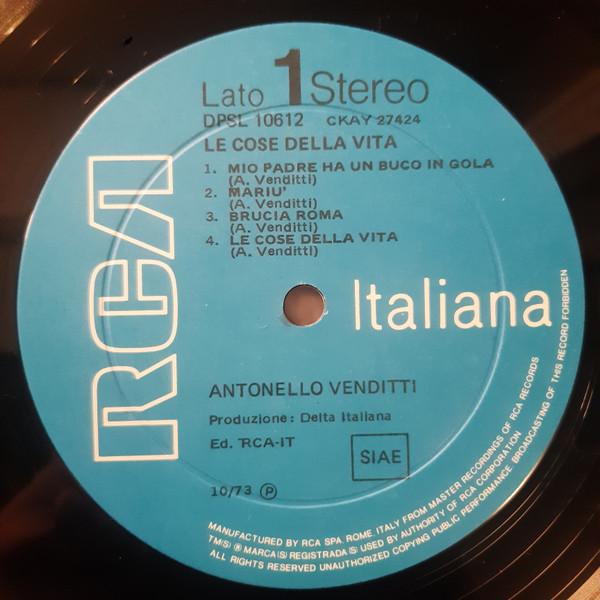 Lato 1 Stereo
DPSL 10612 CKAY 27424
LE COSE DELLA VITA
1. MIO PADRE HA UN BUCO IN GOLA
(A. Venditti)
2. MARIU'
(A. Venditti)
3. BRUCIA ROMA
(A. Venditti)
4. LE COSE DELLA VITA
(A. Venditti)
RCA
Italiana
ANTONELLO VENDITTI
Produzione: Delta Italiana
Ed. RCA-IT
SIAE
10/73 Ⓟ
MANUFACTURED BY RCA SPA. ROME. ITALY FROM MASTER RECORDINGS OF RCA RECORDS
TM(S) ® MARCA(S) REGISTRADA(S) USED BY AUTHORITY OF RCA CORPORATION
ALL RIGHTS RESERVED UNAUTHORIZED COPYING PUBLIC PERFORMANCE BROADCASTING OF THIS RECORD FORBIDDEN